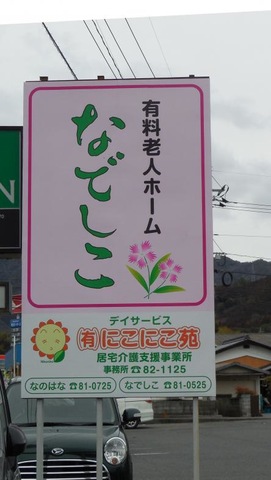 有料老人ホーム
なでしこ
デイサービス
(有)にこにこ苑
居宅介護支援事業所
事務所 ☎82-1125
なのはな ☎81-0725
なでしこ ☎81-0525
N